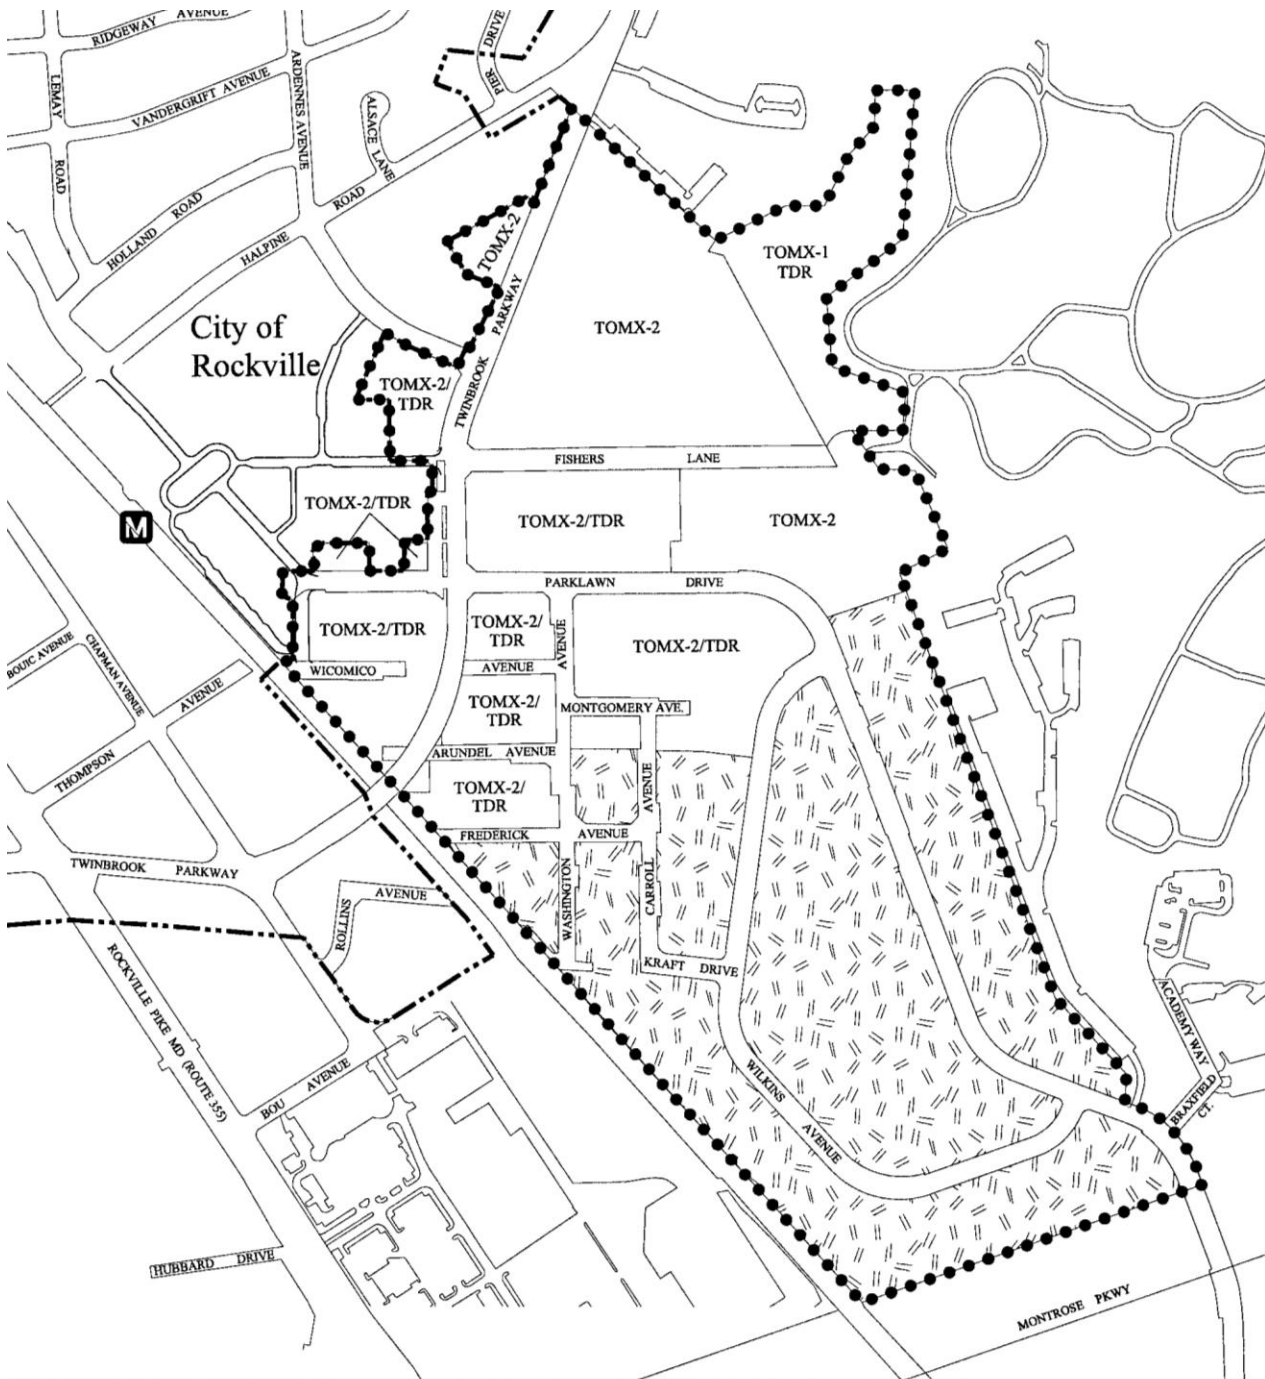 RIDGEWAY AVENUE
PIER DRIVE
LEMAY
ROAD
VANDERGRIFT AVENUE
ARDENNES AVENUE
ALSACE LANE
HOLLAND ROAD
HALPINE ROAD
TOMX-2
TWINBROOK PARKWAY
TOMX-1
TDR
TOMX-2
City of
Rockville
TOMX-2/
TDR
FISHERS LANE
TOMX-2/TDR
TOMX-2/TDR
TOMX-2
M
PARKLAWN DRIVE
TOMX-2/TDR
TOMX-2/
TDR
AVENUE
TOMX-2/TDR
BOUIC AVENUE
CHAPMAN AVENUE
WICOMICO
AVENUE
TOMX-2/
TDR
MONTGOMERY AVE.
THOMPSON AVENUE
ARUNDEL AVENUE
TOMX-2/
TDR
FREDERICK AVENUE
TWINBROOK PARKWAY
ROLLINS AVENUE
WASHINGTON
CARROLL AVENUE
KRAFT DRIVE
ROCKVILLE PIKE MD (ROUTE 355)
ACADEMY WAY
BRAXFIELD
CT.
BOU AVENUE
WILKINS AVENUE
HUBBARD DRIVE
MONTROSE PKWY